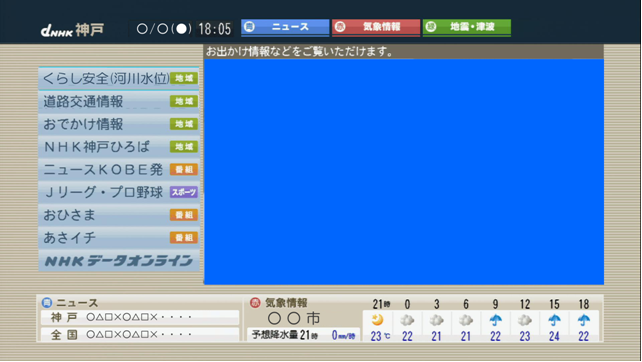 dNHK神戸 〇/〇(●) 18:05 青 ニュース 赤 気象情報 緑 地震・津波
お出かけ情報などをご覧いただけます。
くらし安全(河川水位) 地域
道路交通情報 地域
おでかけ情報 地域
ＮＨＫ神戸ひろば 地域
ニュースＫＯＢＥ発 番組
Ｊリーグ・プロ野球 スポーツ
おひさま 番組
あさイチ 番組
NHKデータオンライン
青 ニュース
神戸 〇△□×〇△□×・・・・
全国 〇△□×〇△□×・・・・
赤 気象情報
〇〇市
予想降水量21時 0mm/時
21時 0 3 6 9 12 15 18
23℃ 22 21 21 22 23 24 22